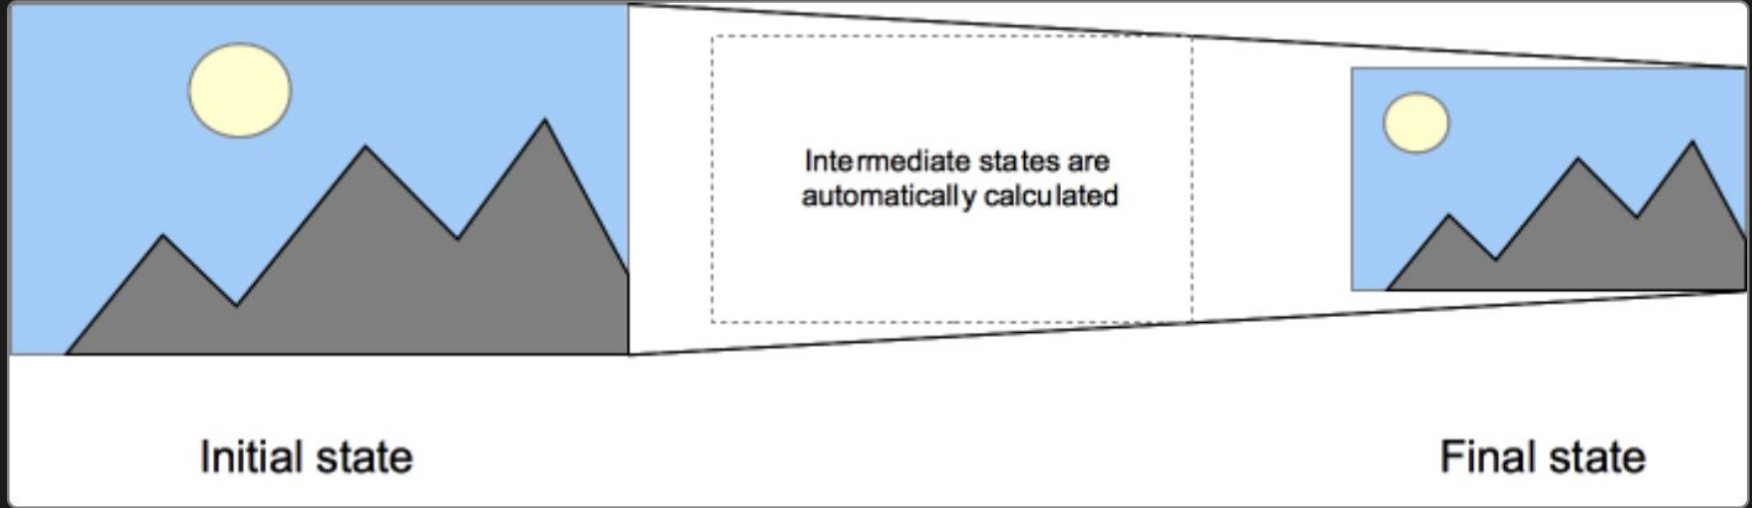 Intermediate states are
automatically calculated
Initial state
Final state